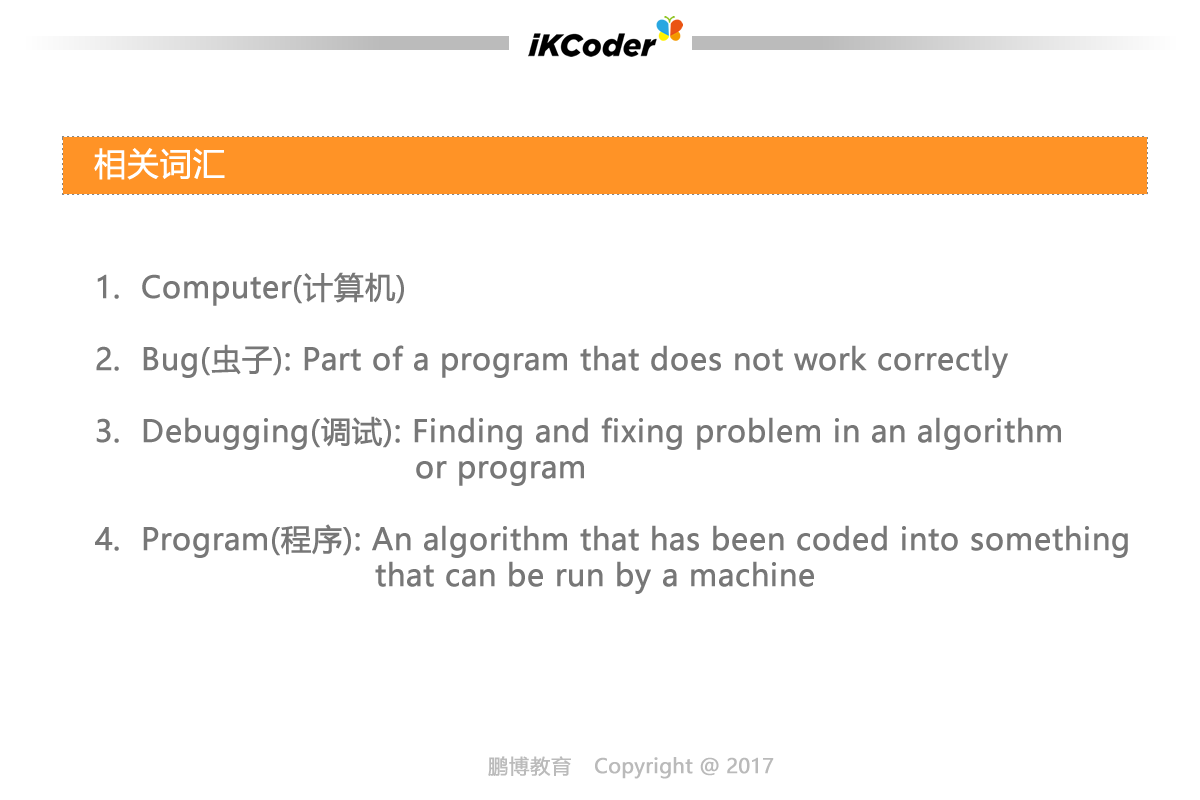 iKCoder
相关词汇
1. Computer(计算机)
2. Bug(虫子): Part of a program that does not work correctly
3. Debugging(调试): Finding and fixing problem in an algorithm
or program
4. Program(程序): An algorithm that has been coded into something
that can be run by a machine
鹏博教育 Copyright @ 2017